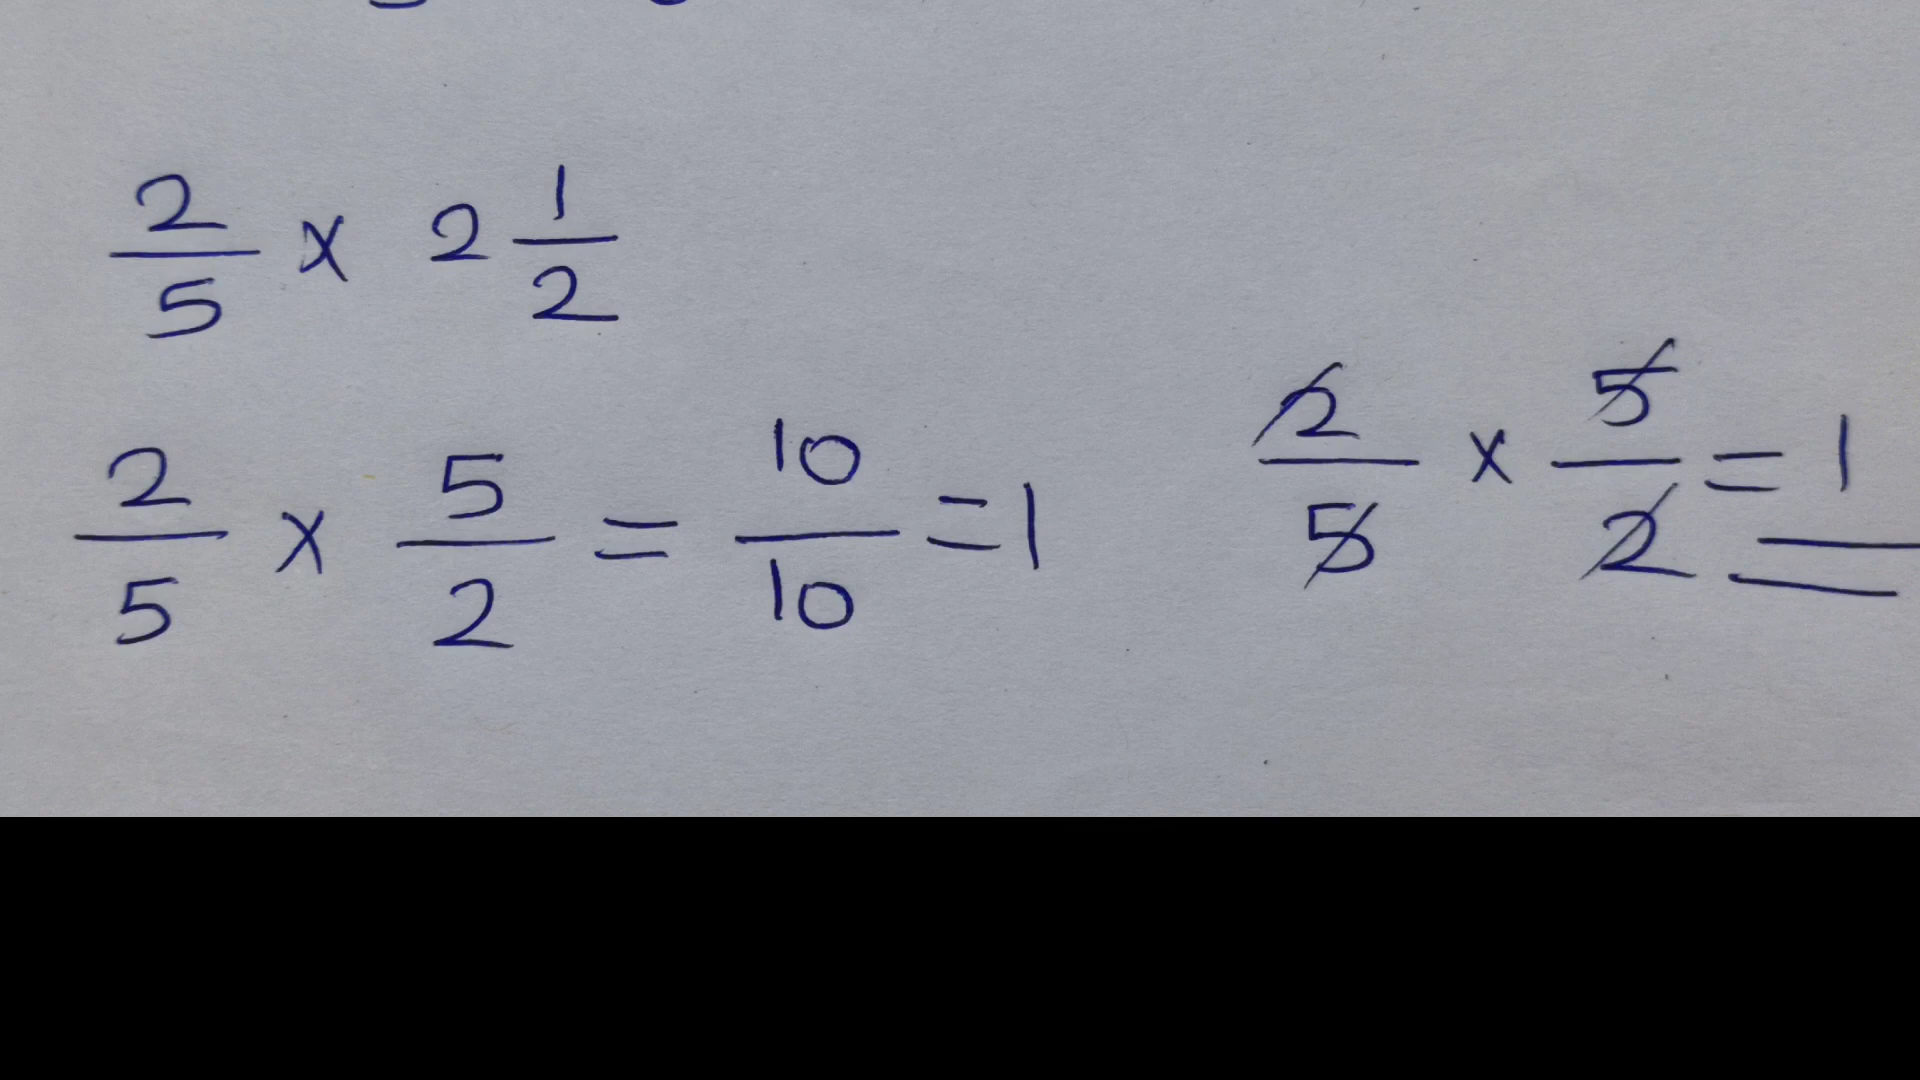 2/5 x 2 1/2
2/5 x 5/2 = 10/10 = 1
2/5 x 5/2 = 1